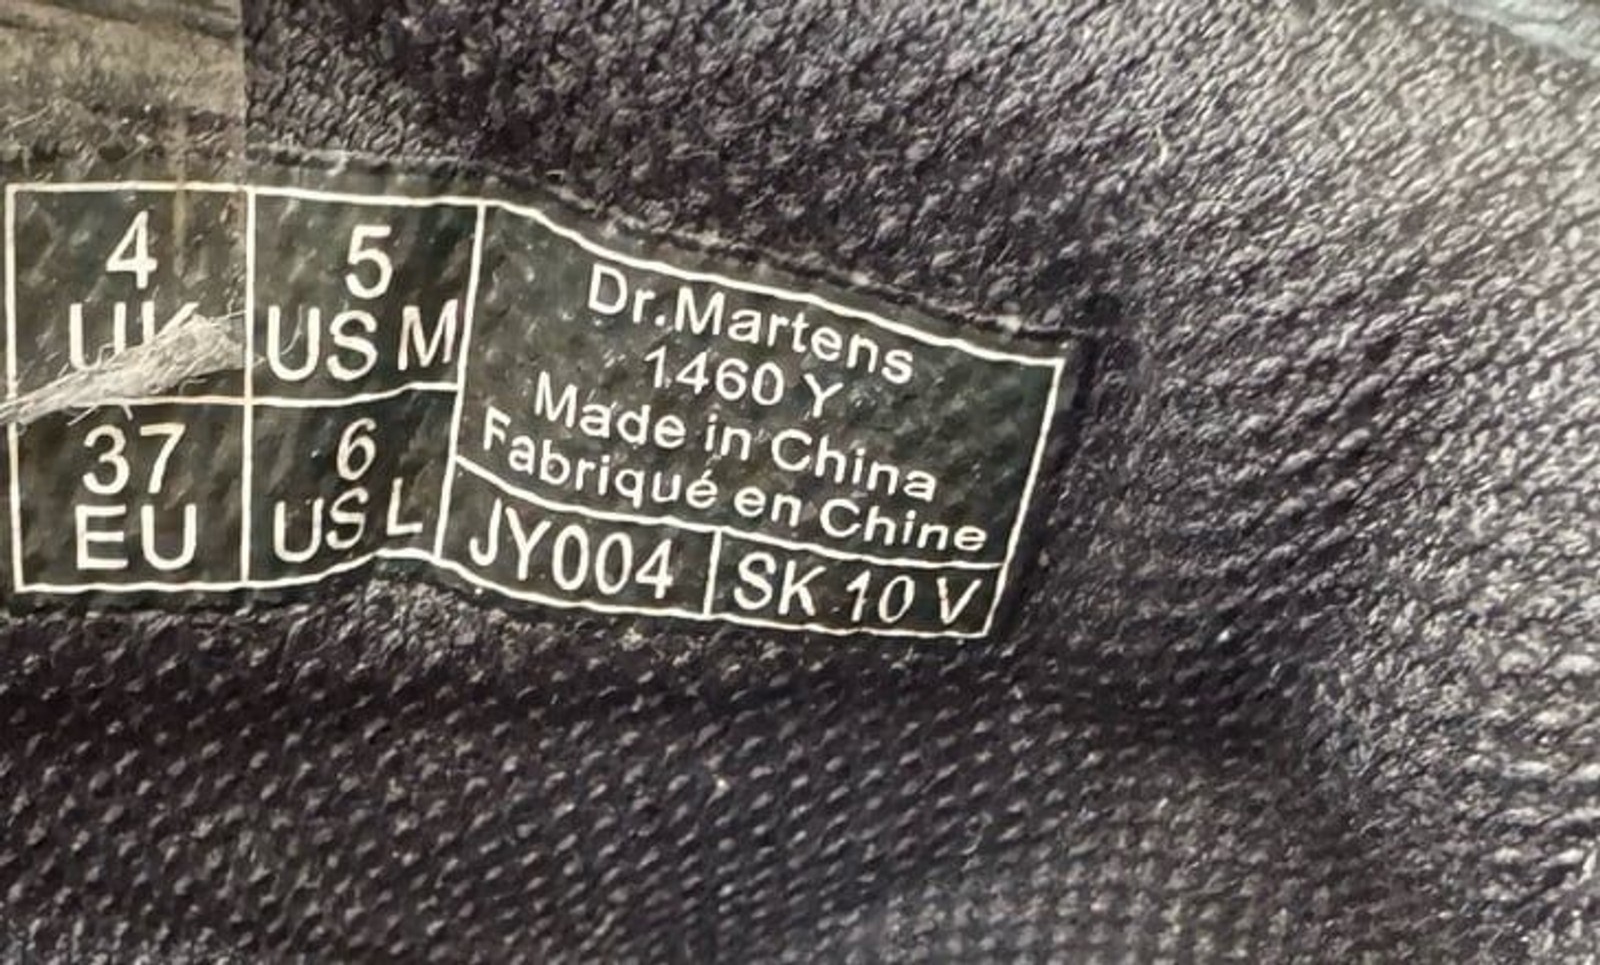 4
UK
5
US M
37
EU
6
US L
Dr.Martens
1460 Y
Made in China
Fabriqué en Chine
JY004
SK 10 V